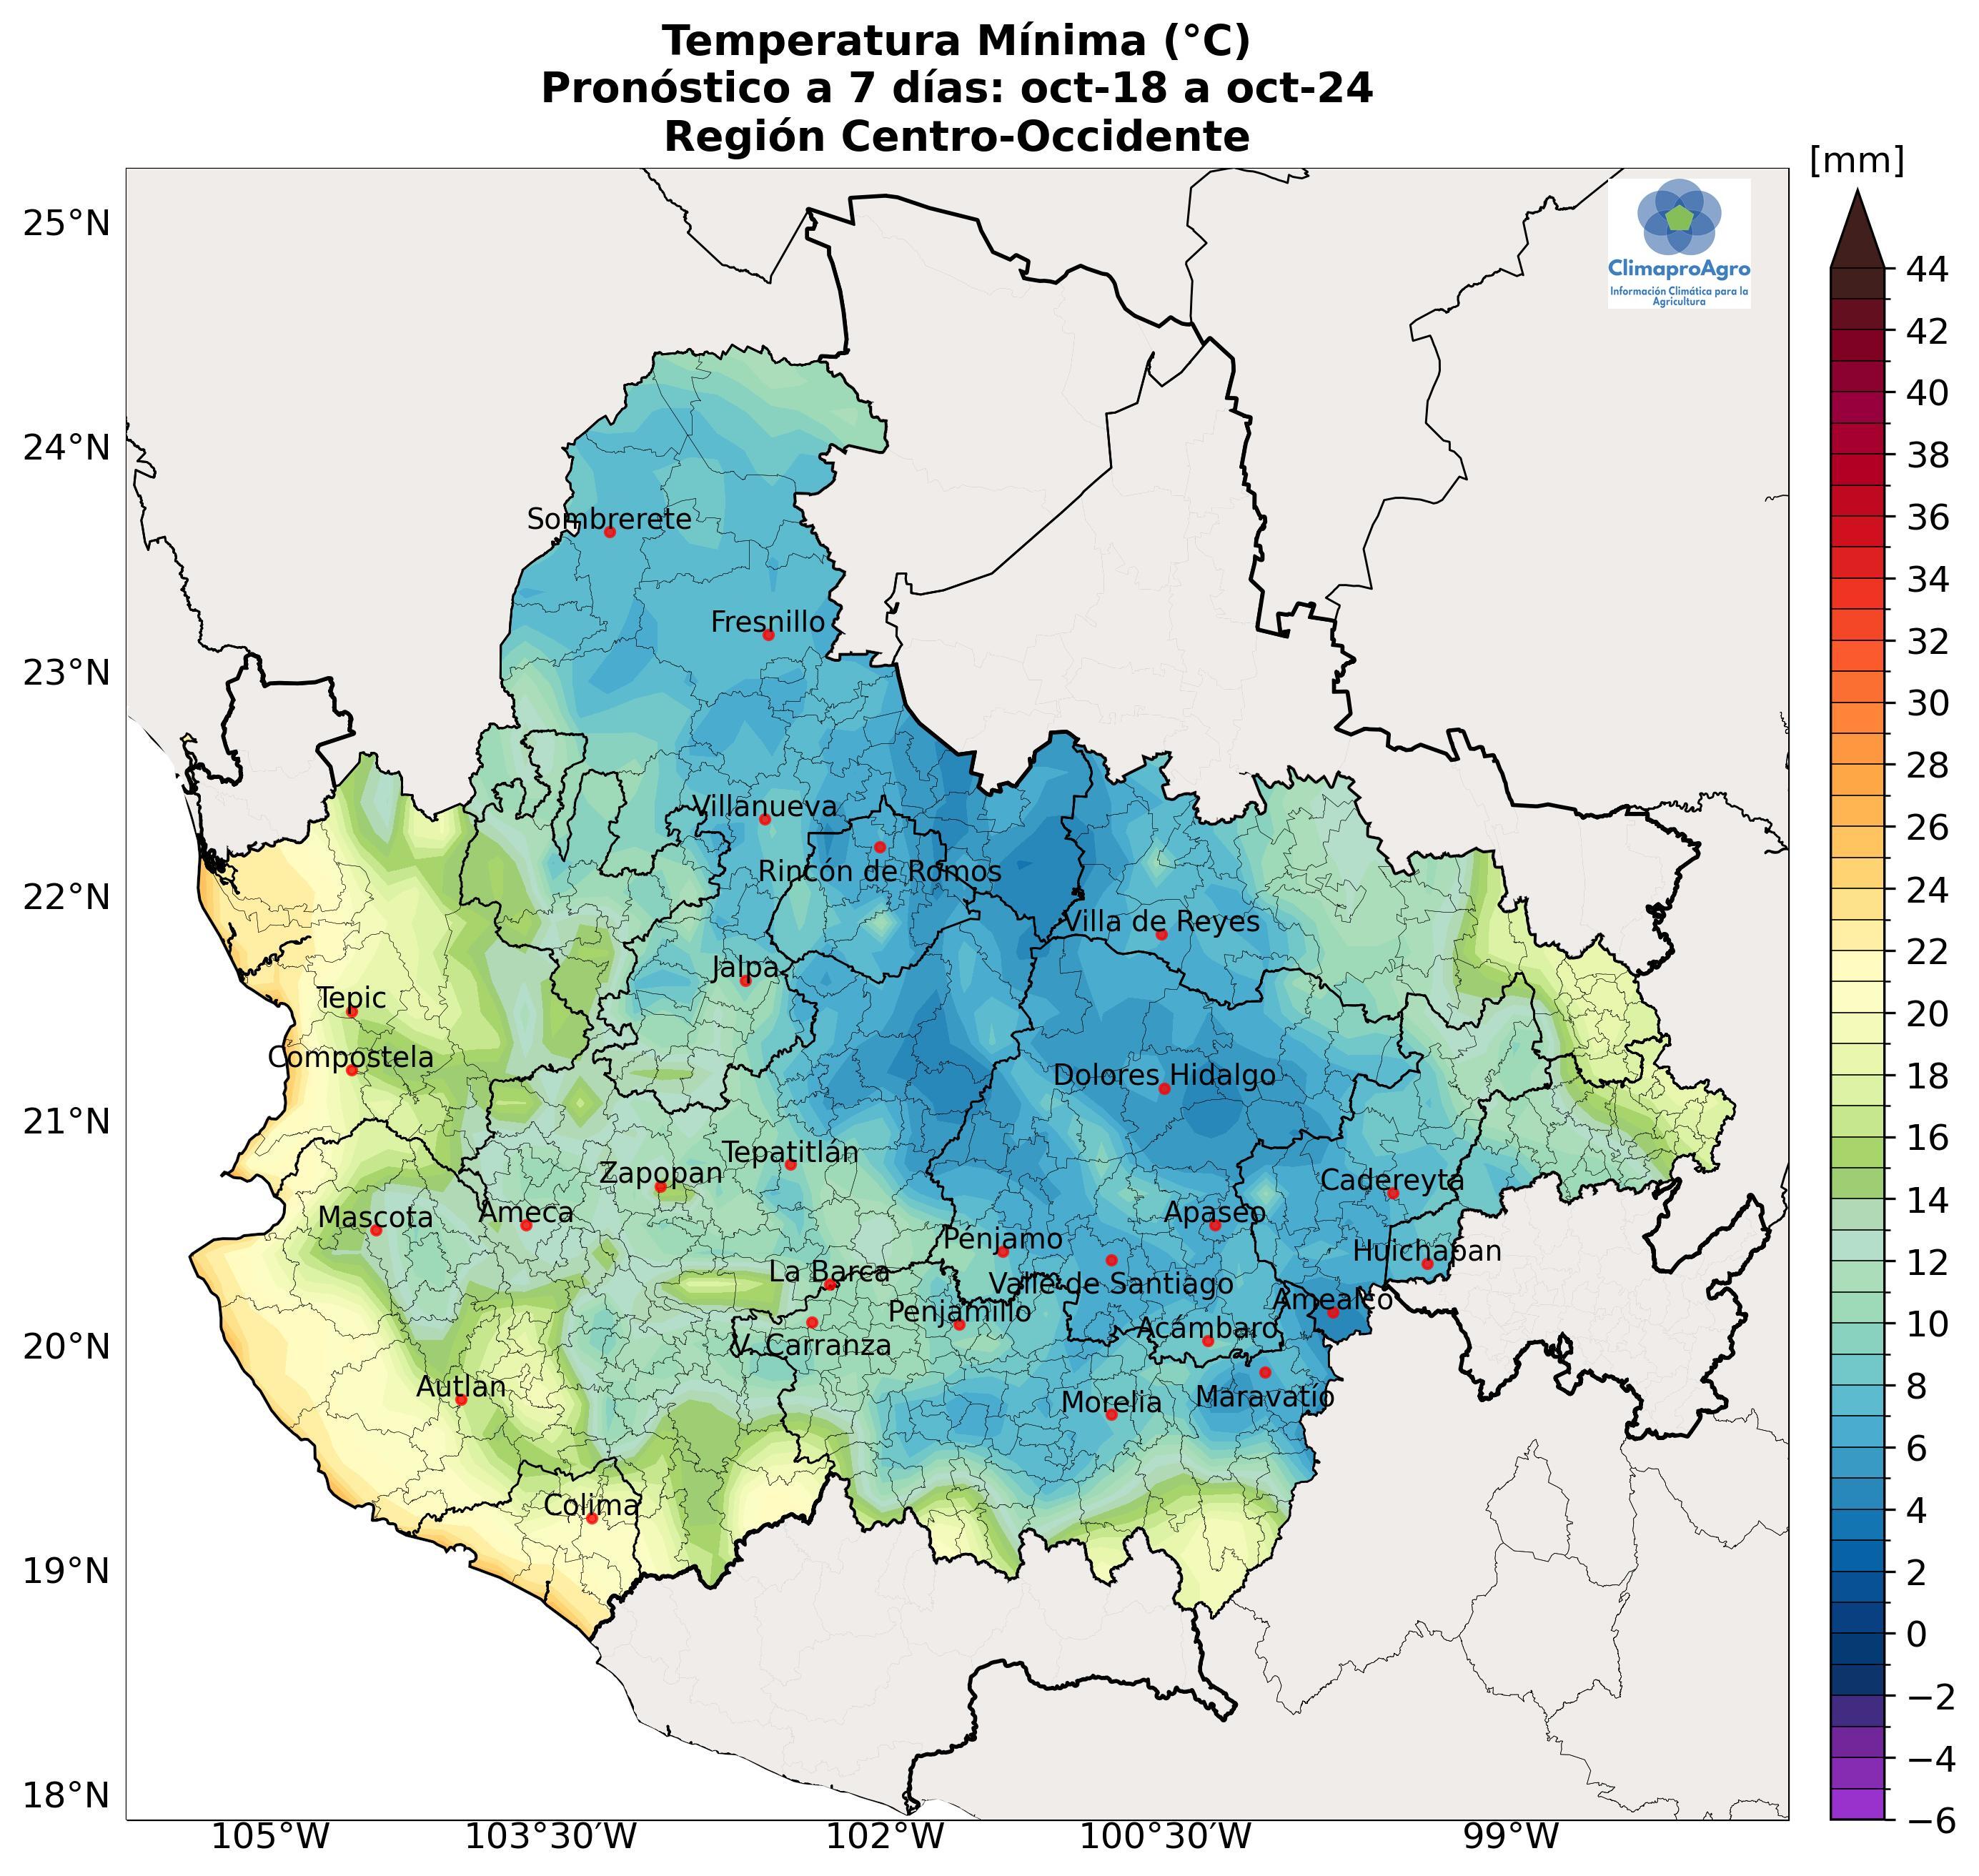 Temperatura Mínima (°C)
Pronóstico a 7 días: oct-18 a oct-24
Región Centro-Occidente
[mm]
25°N
24°N
23°N
22°N
21°N
20°N
19°N
18°N
ClimaproAgro
Información Climática para la
Agricultura
Sombrerete
Fresnillo
Villanueva
Rincón de Romos
Villa de Reyes
Jalpa
Tepic
Compostela
Dolores Hidalgo
Tepatitlán
Zapopan
Cadereyta
Mascota
Ameca
Apaseo
Pénjamo
Huichapan
La Barca
Valle de Santiago
Amealco
Penjamillo
Acámbaro
V. Carranza
Autlan
Morelia
Maravatío
Colima
44
42
40
38
36
34
32
30
28
26
24
22
20
18
16
14
12
10
8
6
4
2
0
−2
−4
−6
105°W 103°30'W 102°W 100°30'W 99°W